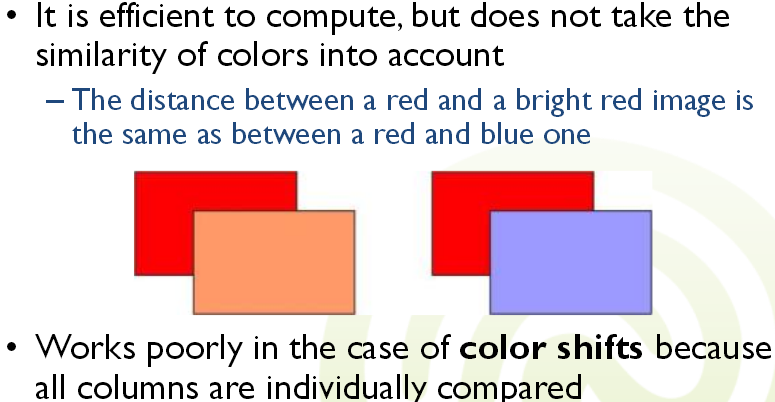 • It is efficient to compute, but does not take the
similarity of colors into account
– The distance between a red and a bright red image is
the same as between a red and blue one
• Works poorly in the case of color shifts because
all columns are individually compared